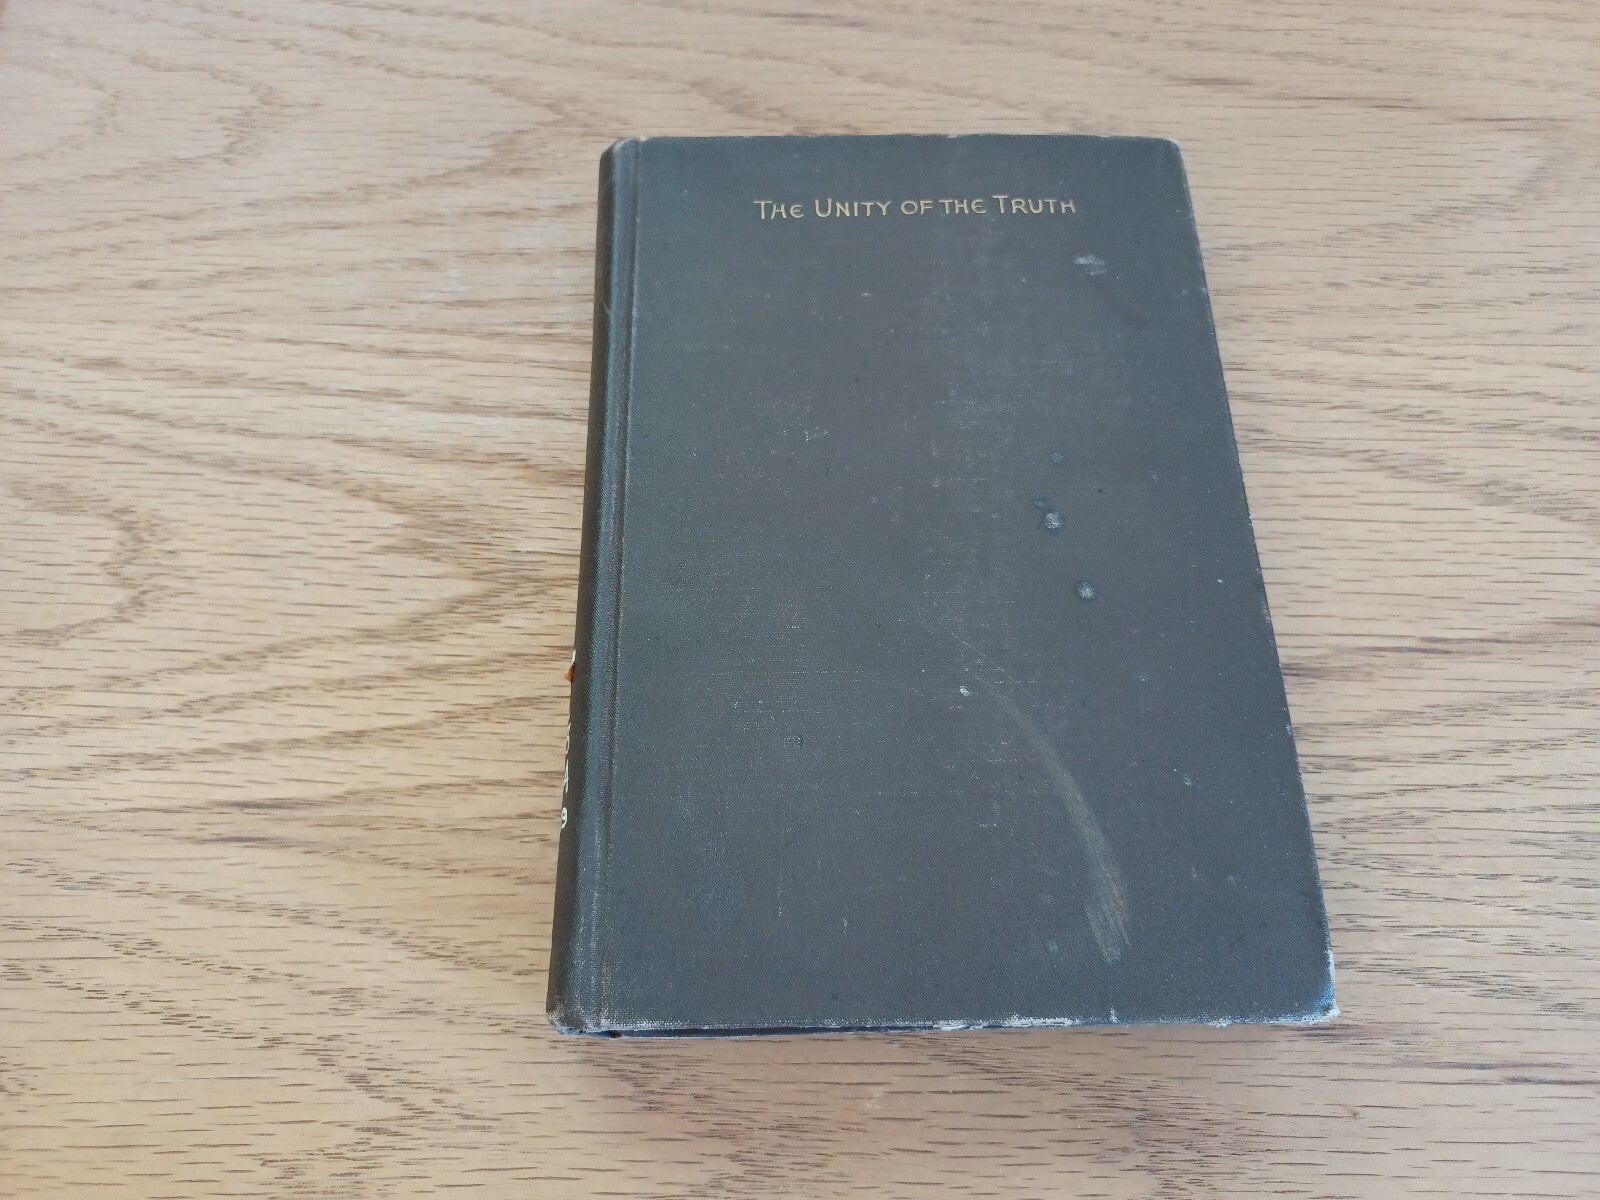 THE UNITY OF THE TRUTH